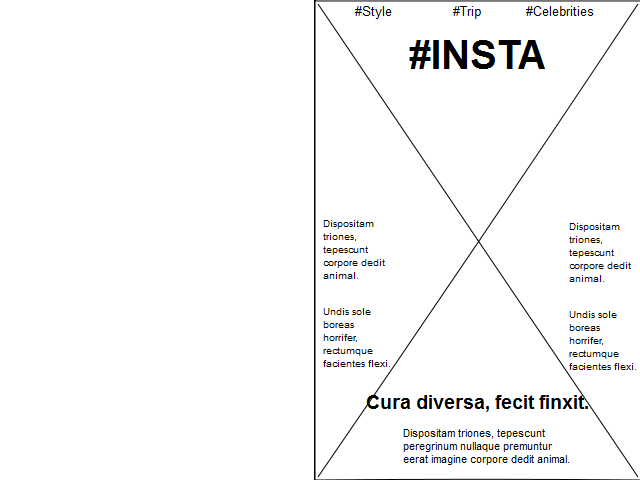 #Style #Trip #Celebrities
#INSTA
Dispositam
triones,
tepescunt
corpore dedit
animal.
Undis sole
boreas
horrifer,
rectumque
facientes flexi.
Dispositam
triones,
tepescunt
corpore dedit
animal.
Undis sole
boreas
horrifer,
rectumque
facientes flexi.
Cura diversa, fecit finxit.
Dispositam triones, tepescunt
peregrinum nullaque premuntur
eerat imagine corpore dedit animal.